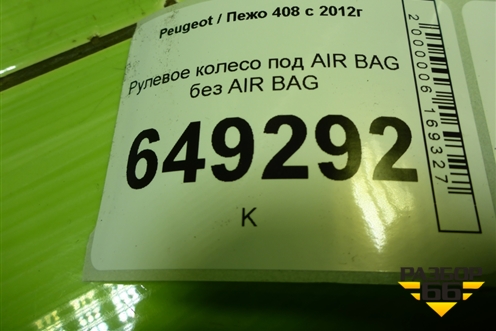 Peugeot / Пежо 408 с 2012г
Рулевое колесо под AIR BAG
без AIR BAG
649292
К
2000006169327
РАЗБОР
66